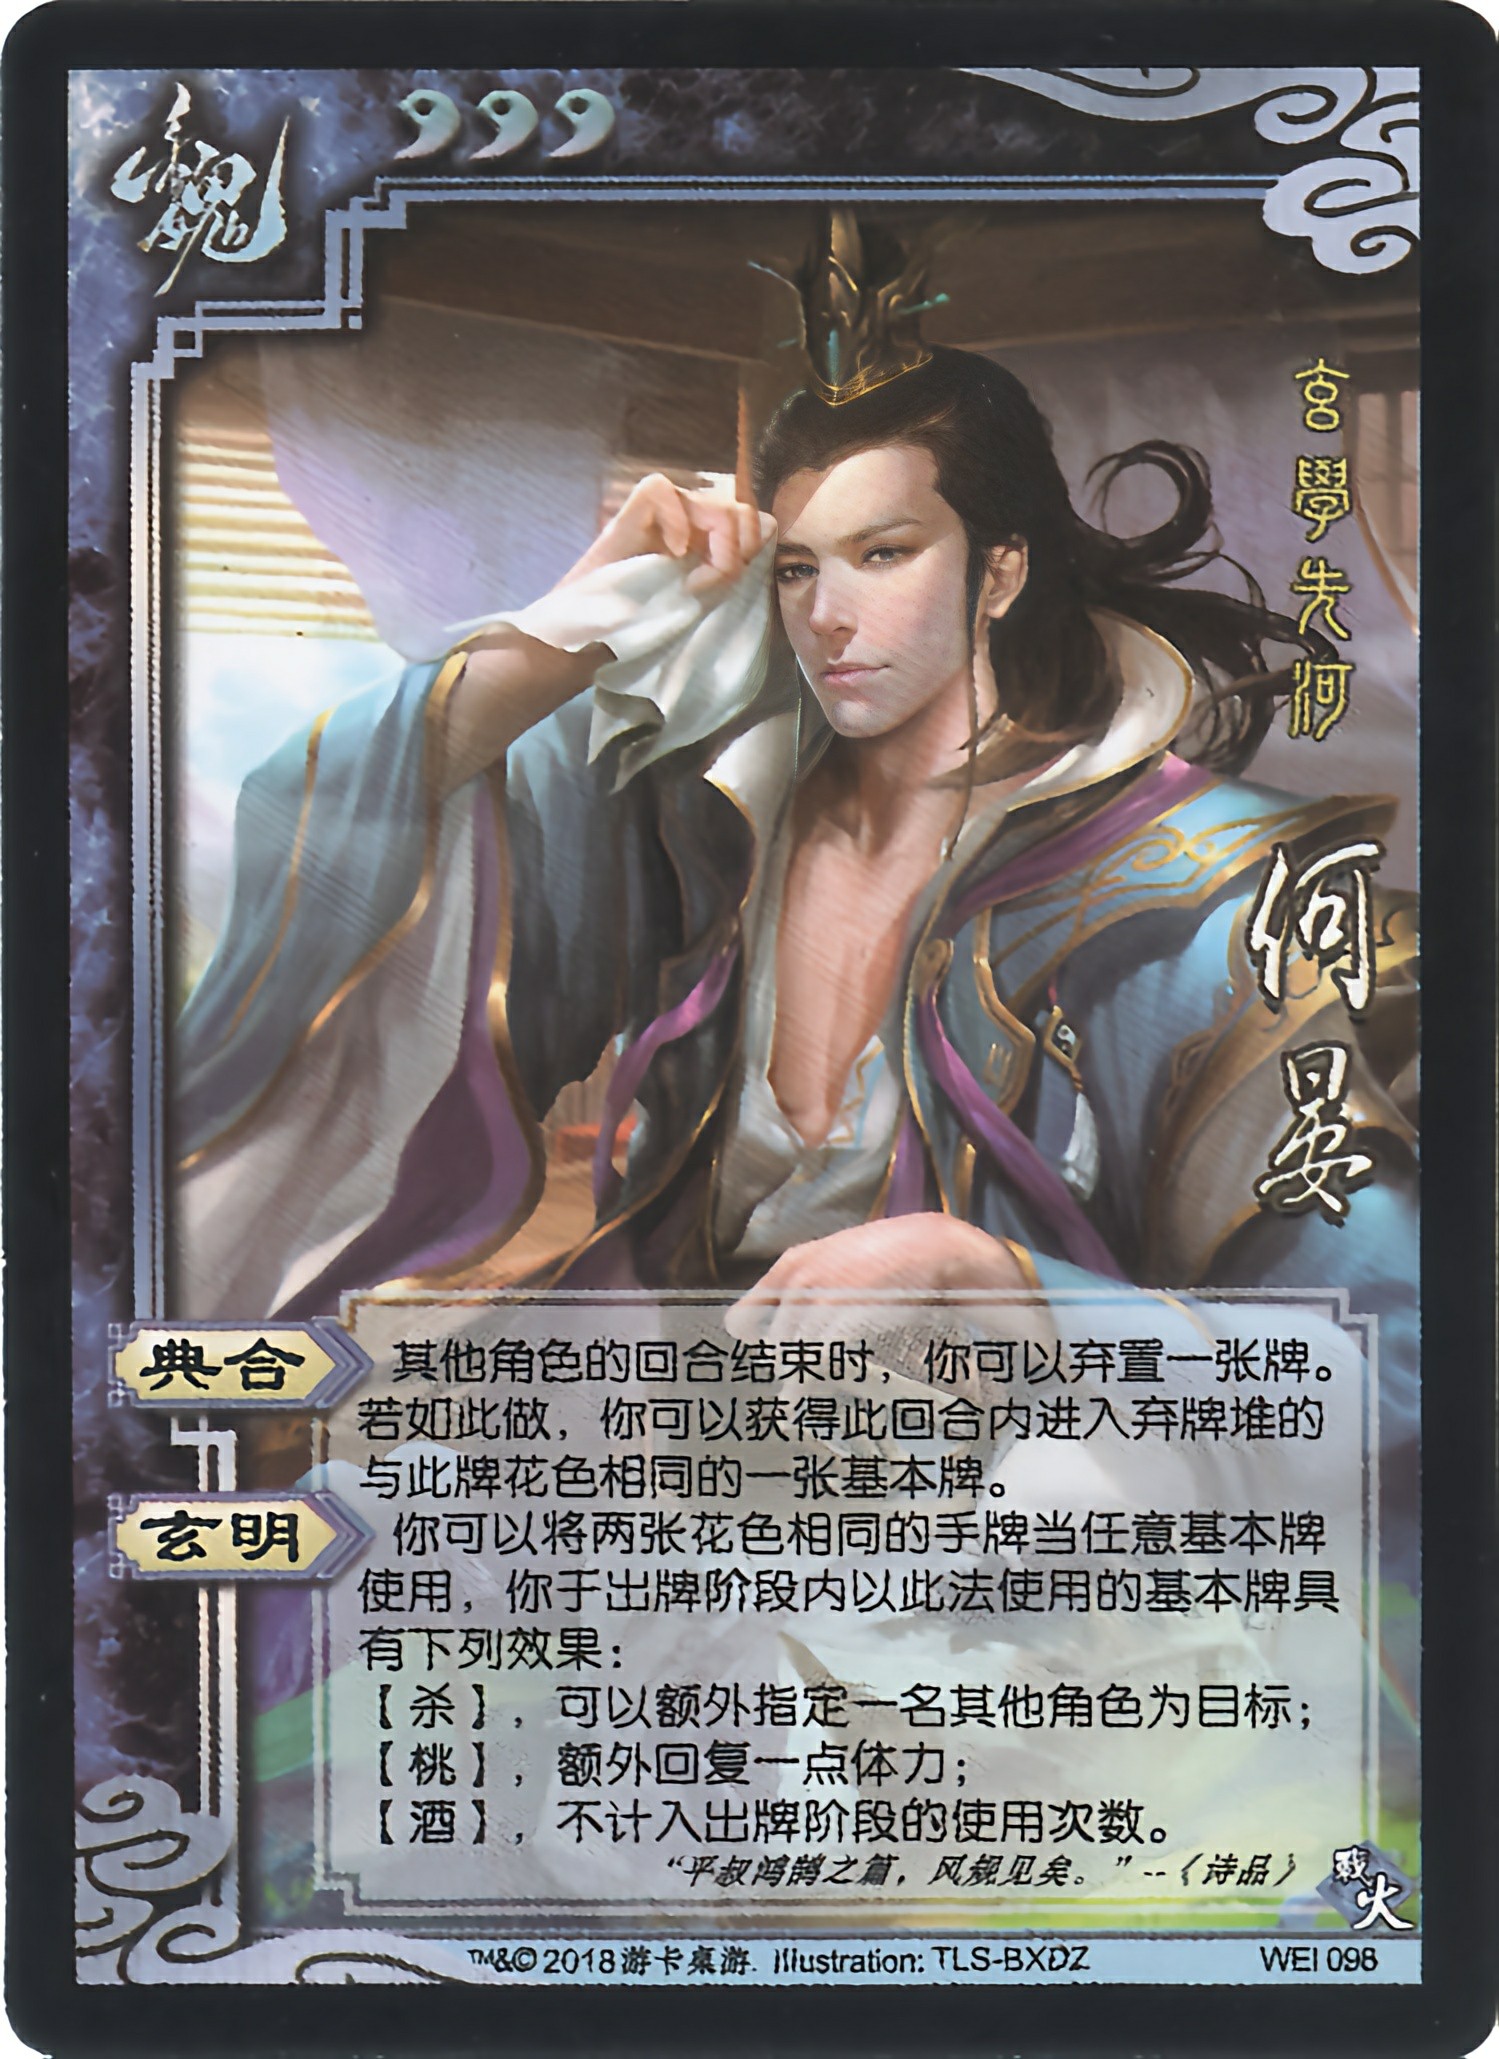 魏
玄學先河
何晏
典合
其他角色的回合结束时，你可以弃置一张牌。
若如此做，你可以获得此回合内进入弃牌堆的
与此牌花色相同的一张基本牌。
玄明
你可以将两张花色相同的手牌当任意基本牌
使用，你于出牌阶段内以此法使用的基本牌具
有下列效果：
【杀】，可以额外指定一名其他角色为目标；
【桃】，额外回复一点体力；
【酒】，不计入出牌阶段的使用次数。
“平叔鸿鹄之篇，风规见矣。”--《诗品》
戰火
™&©2018游卡桌游. Illustration: TLS-BXDZ
WEI 098